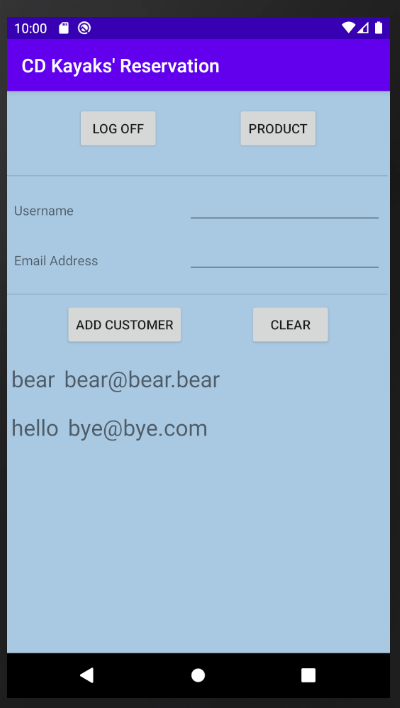 10:00
CD Kayaks' Reservation
LOG OFF PRODUCT
Username
Email Address
ADD CUSTOMER CLEAR
bear bear@bear.bear
hello bye@bye.com